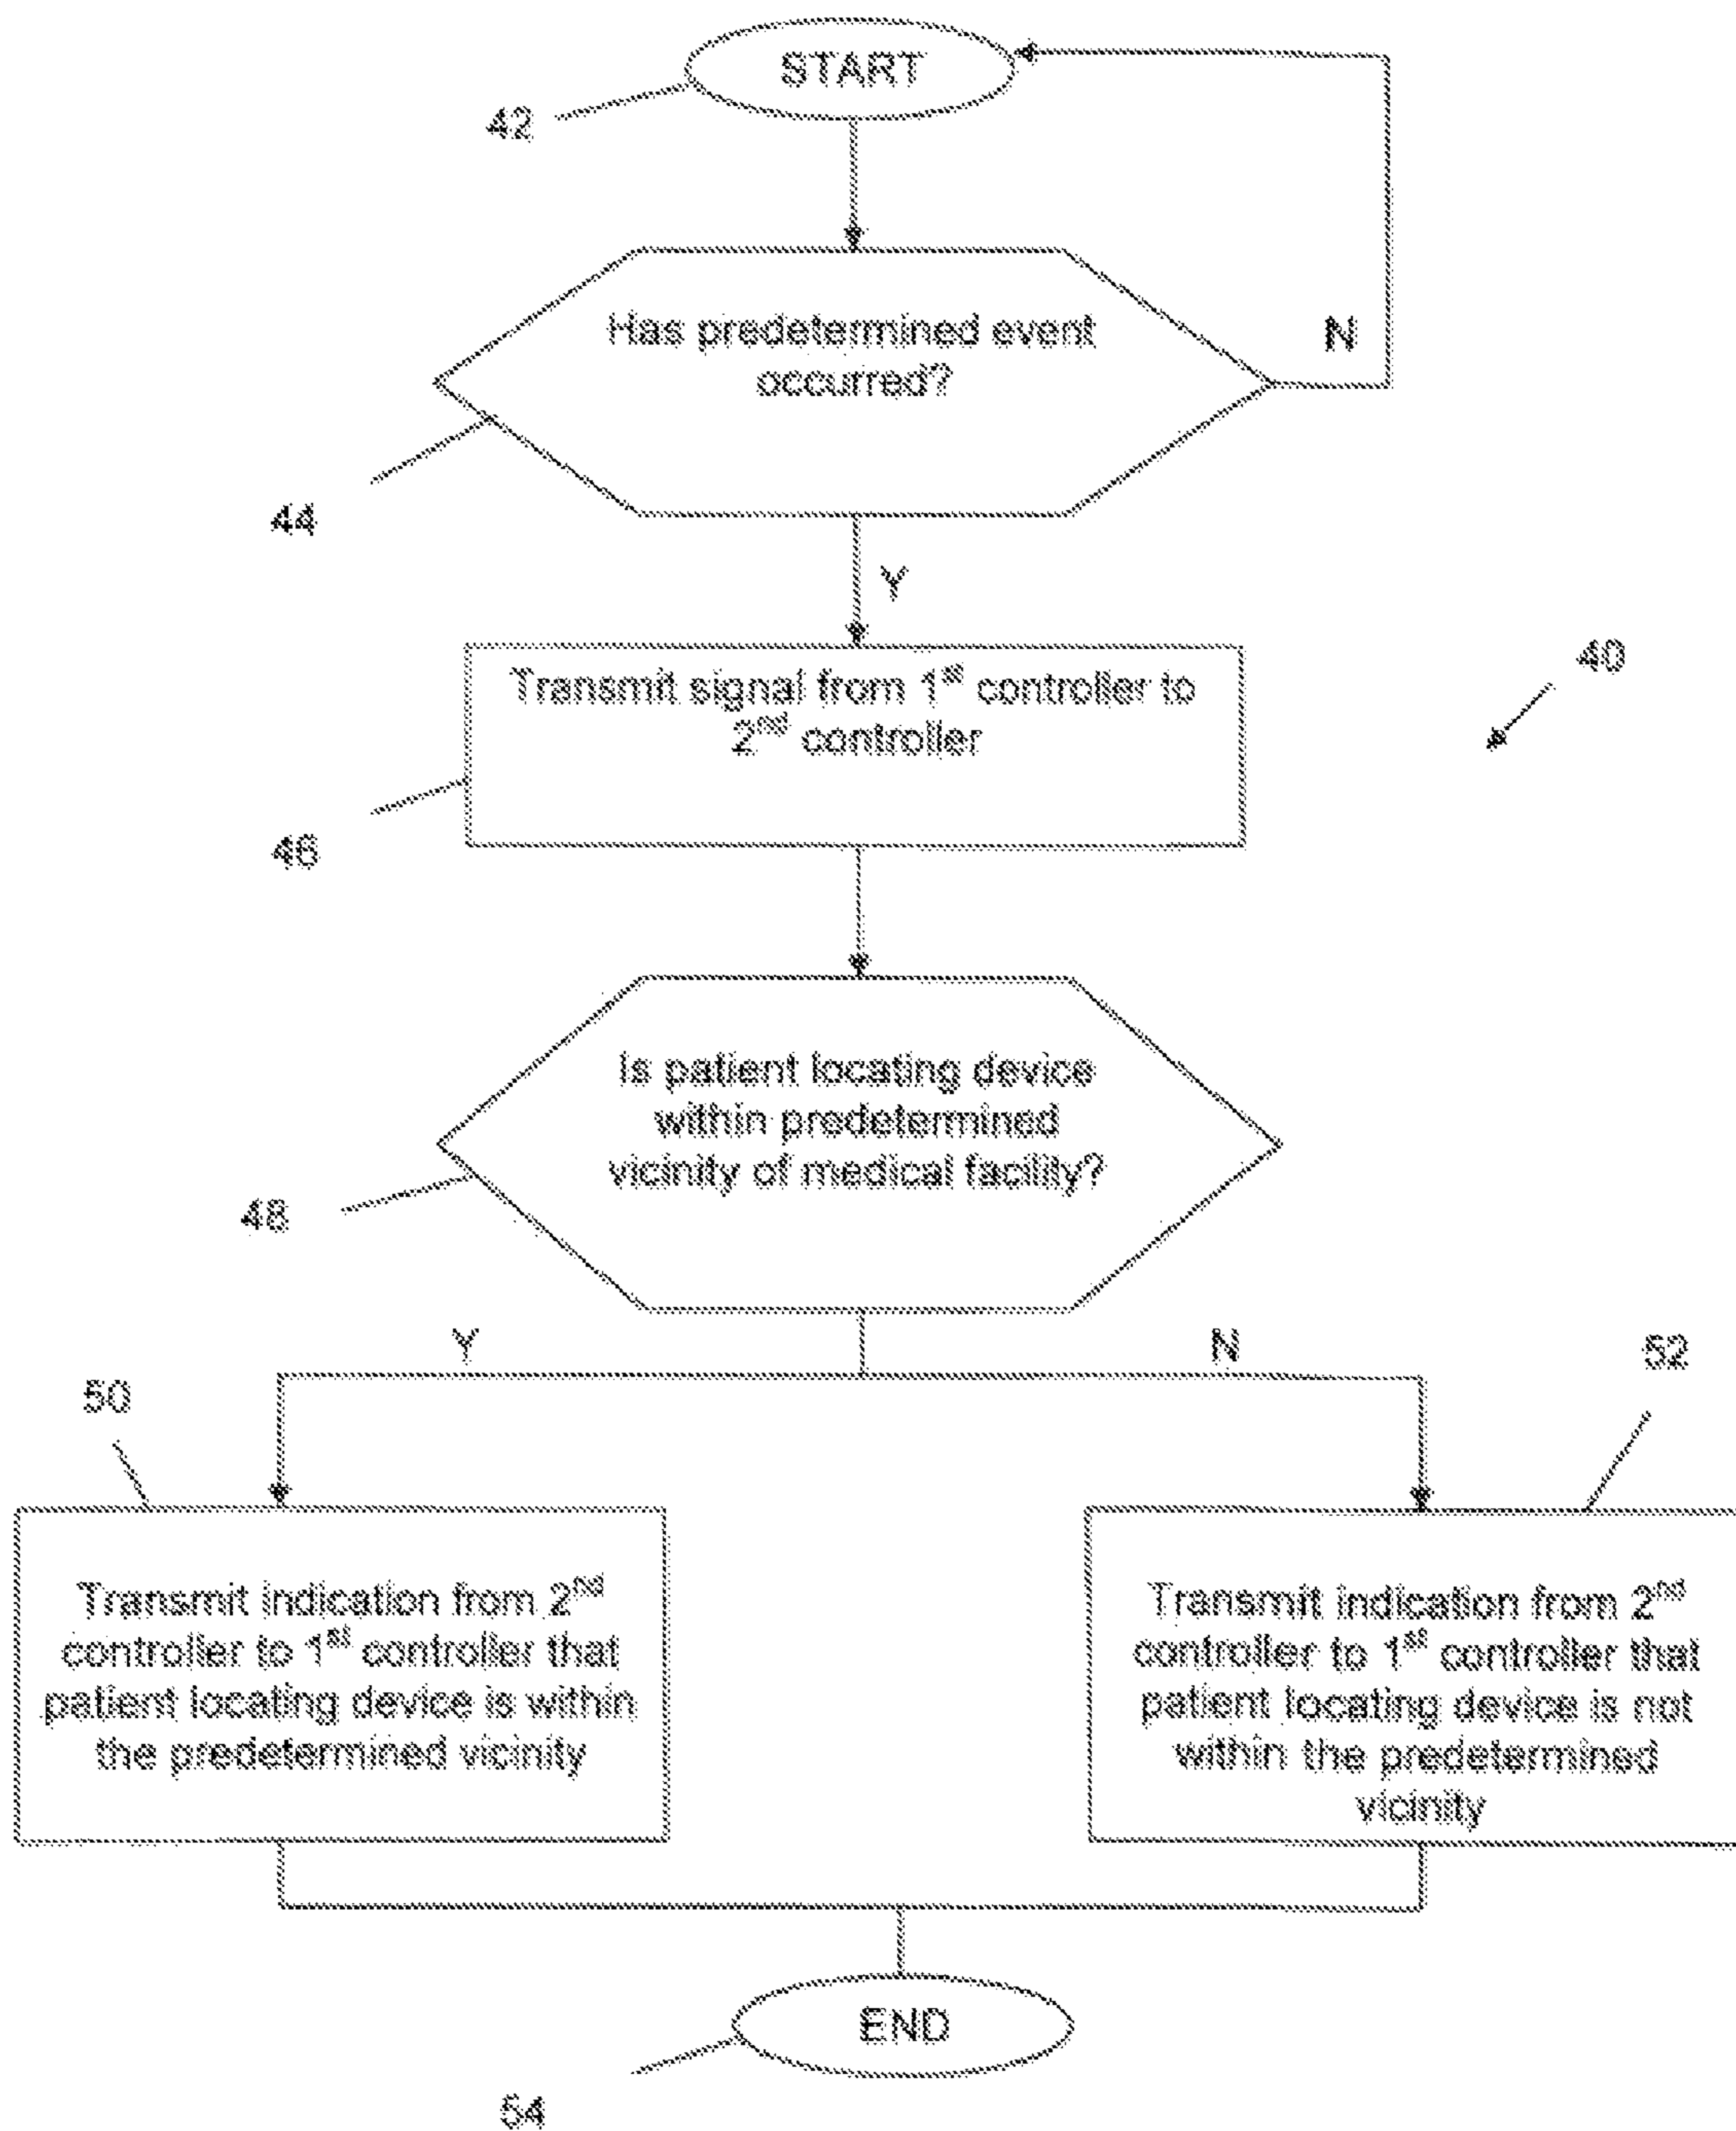 START
42
Has predetermined event
occurred?
N
44
Y
Transmit signal from 1st controller to
2nd controller
40
46
Is patient locating device
within predetermined
vicinity of medical facility?
48
Y
N
50
52
Transmit indication from 2nd
controller to 1st controller that
patient locating device is within
the predetermined vicinity
Transmit indication from 2nd
controller to 1st controller that
patient locating device is not
within the predetermined
vicinity
END
54